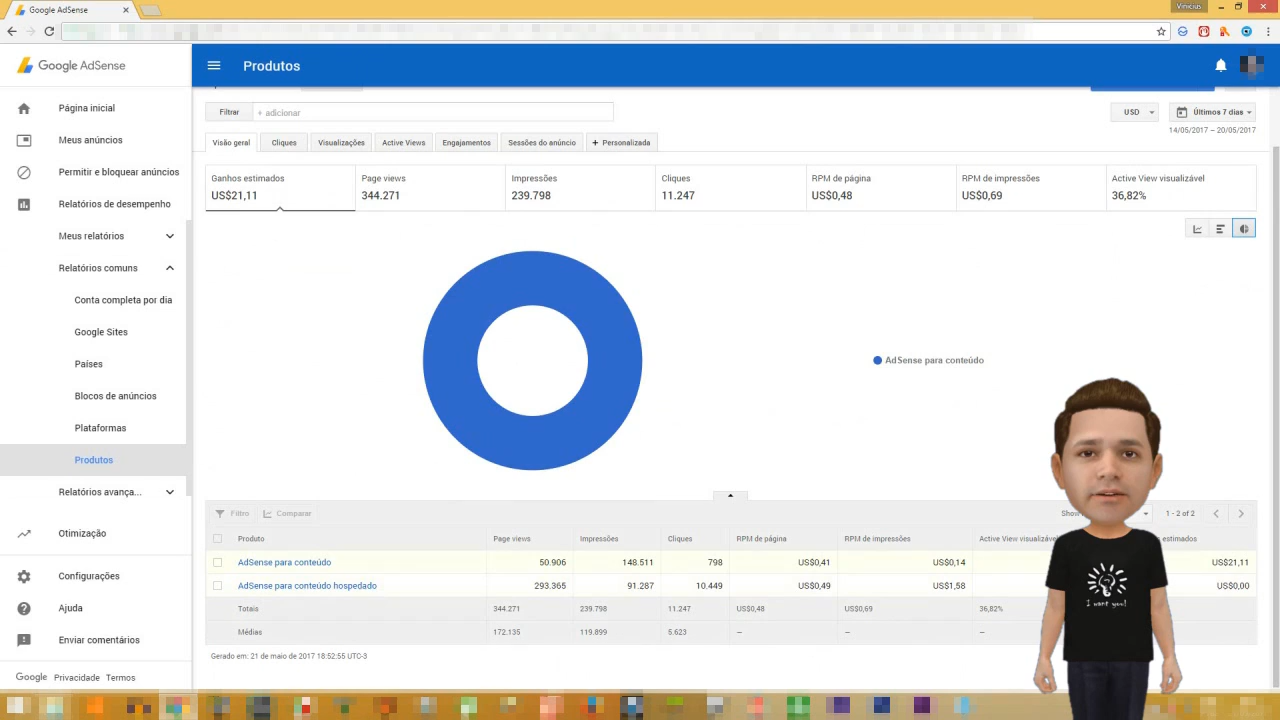 Google AdSense
Vinicius
Google AdSense
Produtos
Página inicial
Meus anúncios
Permitir e bloquear anúncios
Relatórios de desempenho
Meus relatórios
Relatórios comuns
Conta completa por dia
Google Sites
Países
Blocos de anúncios
Plataformas
Produtos
Relatórios avança...
Otimização
Configurações
Ajuda
Enviar comentários
Google Privacidade Termos
Filtrar + adicionar
USD Últimos 7 dias
14/05/2017 – 20/05/2017
Visão geral Cliques Visualizações Active Views Engajamentos Sessões do anúncio + Personalizada
Ganhos estimados Page views Impressões Cliques RPM de página RPM de impressões Active View visualizável
US$21,11 344.271 239.798 11.247 US$0,48 US$0,69 36,82%
AdSense para conteúdo
Filtro Comparar Show 1 - 2 of 2
Produto Page views Impressões Cliques RPM de página RPM de impressões Active View visualizável estimados
AdSense para conteúdo 50.906 148.511 798 US$0,41 US$0,14 US$21,11
AdSense para conteúdo hospedado 293.365 91.287 10.449 US$0,49 US$1,58 US$0,00
Totais 344.271 239.798 11.247 US$0,48 US$0,69 36,82%
Médias 172.135 119.899 5.623 — — —
Gerado em: 21 de maio de 2017 18:52:55 UTC-3
I want you!